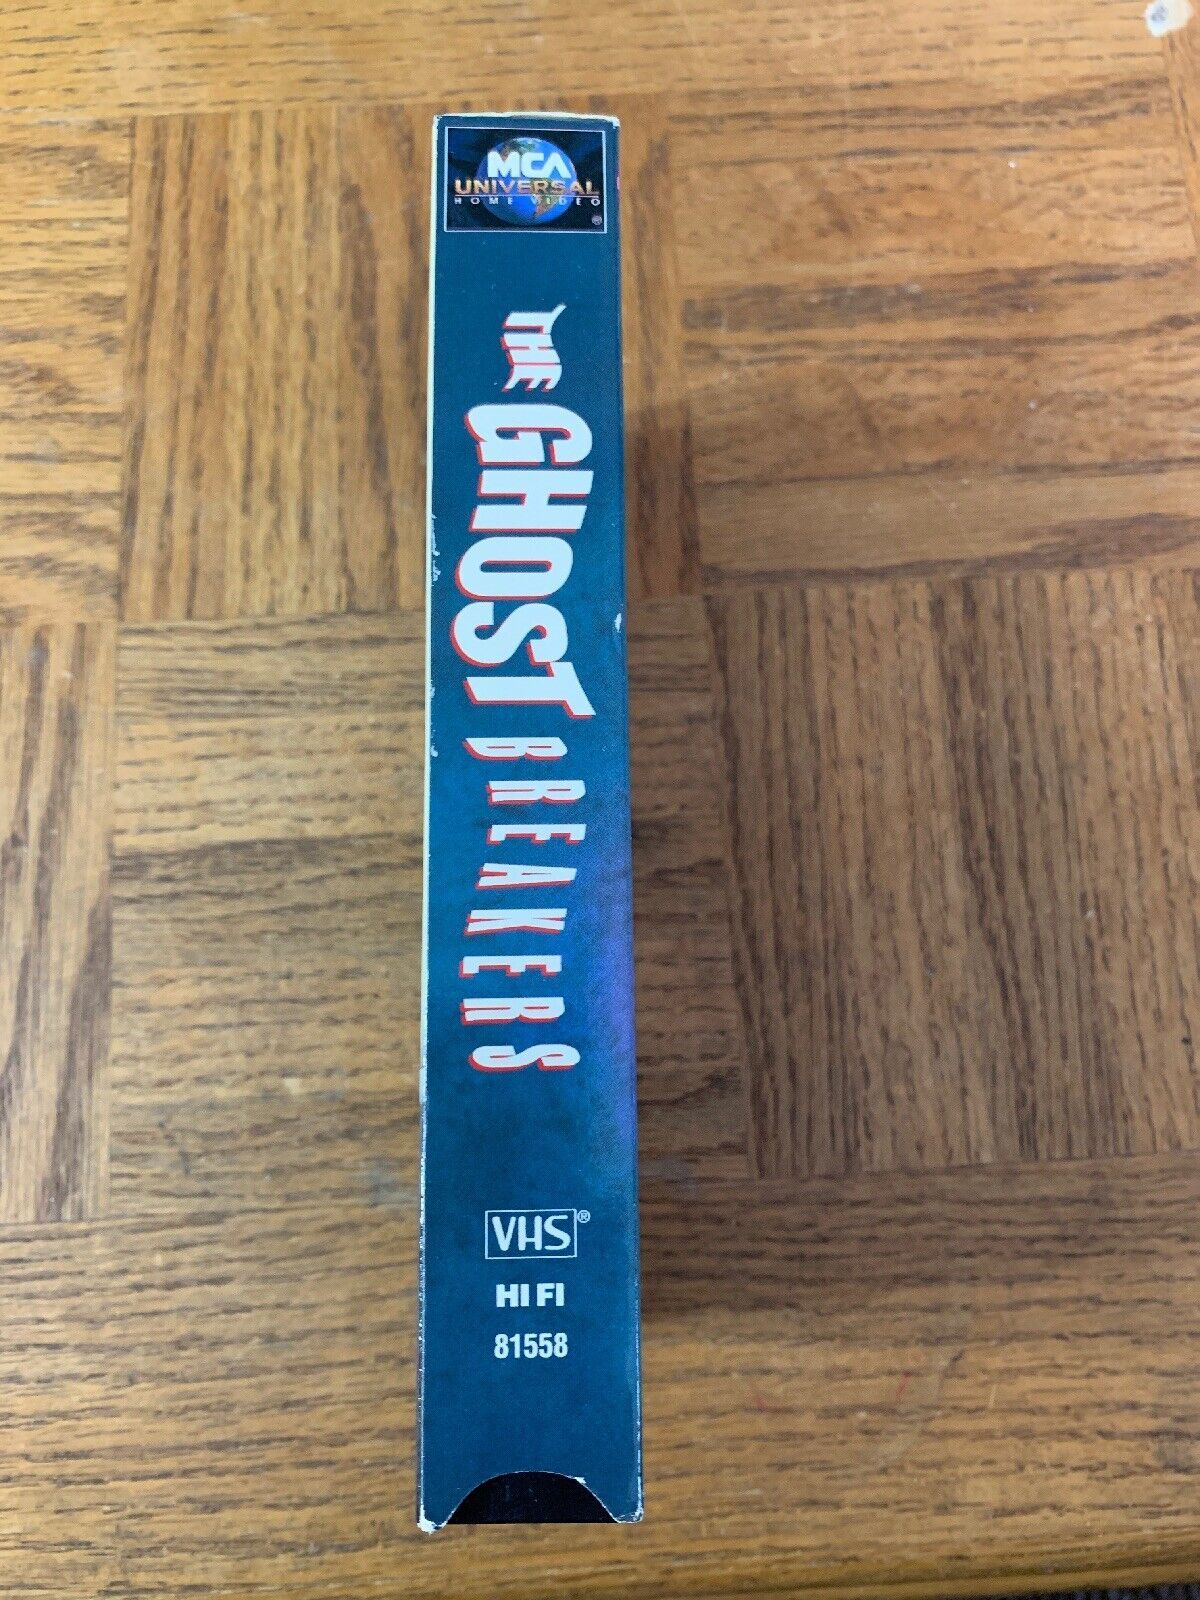 MCA
UNIVERSAL
HOME VIDEO
®
THE GHOST BREAKERS
VHS®
HI FI
81558